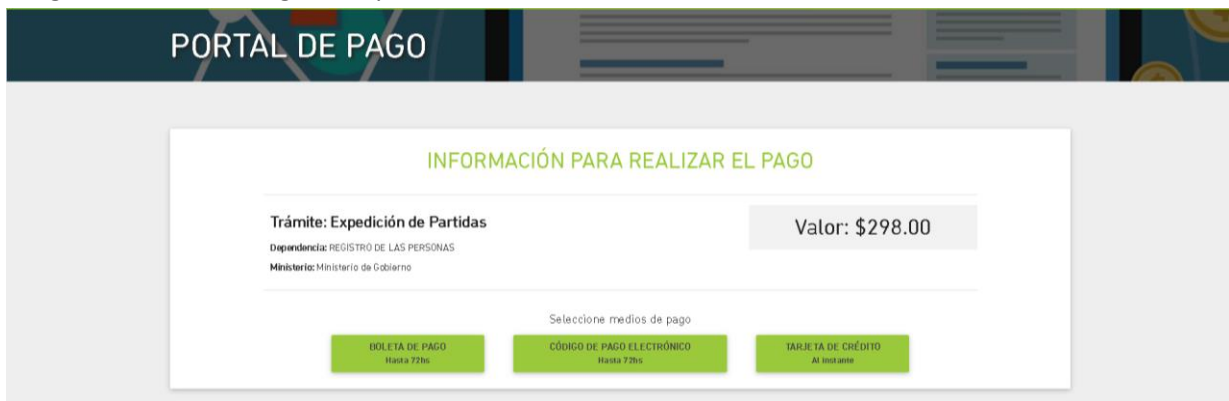 PORTAL DE PAGO
INFORMACIÓN PARA REALIZAR EL PAGO
Trámite: Expedición de Partidas
Valor: $298.00
Dependencia: REGISTRO DE LAS PERSONAS
Ministerio: Ministerio de Gobierno
Seleccione medios de pago
BOLETA DE PAGO
Hasta 72hs
CÓDIGO DE PAGO ELECTRÓNICO
Hasta 72hs
TARJETA DE CRÉDITO
Al instante